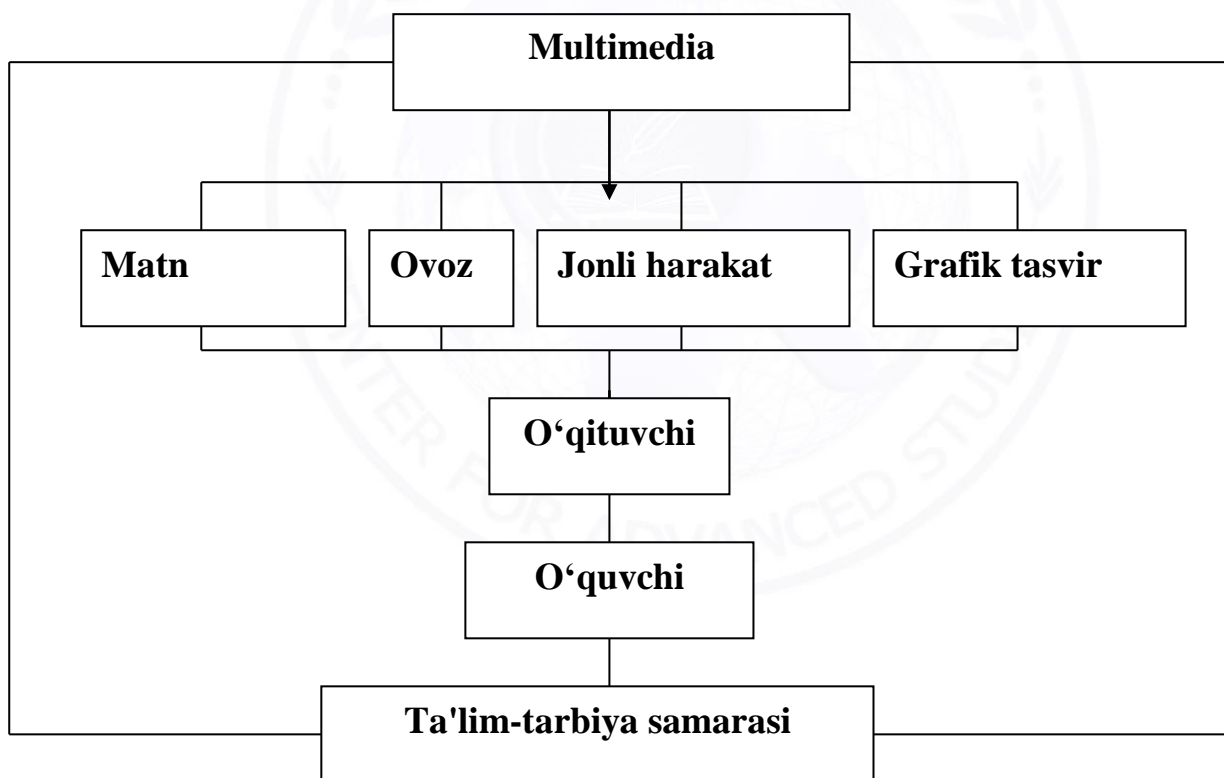 Multimedia
Matn
Ovoz
Jonli harakat
Grafik tasvir
O‘qituvchi
O‘quvchi
Ta'lim-tarbiya samarasi